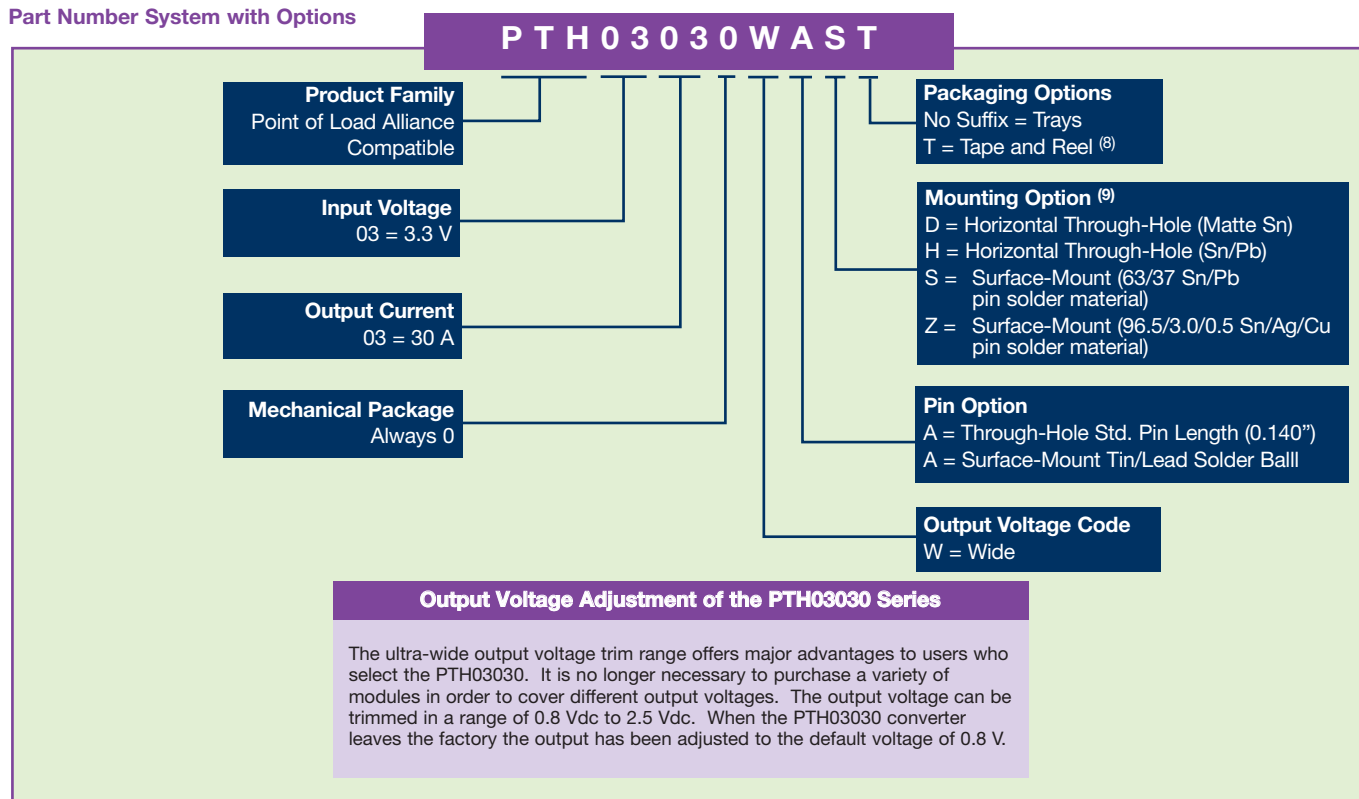 Part Number System with Options
PTH03030WAST
Product Family
Point of Load Alliance
Compatible
Input Voltage
03 = 3.3 V
Output Current
03 = 30 A
Mechanical Package
Always 0
Packaging Options
No Suffix = Trays
T = Tape and Reel (8)
Mounting Option (9)
D = Horizontal Through-Hole (Matte Sn)
H = Horizontal Through-Hole (Sn/Pb)
S = Surface-Mount (63/37 Sn/Pb
pin solder material)
Z = Surface-Mount (96.5/3.0/0.5 Sn/Ag/Cu
pin solder material)
Pin Option
A = Through-Hole Std. Pin Length (0.140”)
A = Surface-Mount Tin/Lead Solder Balll
Output Voltage Code
W = Wide
Output Voltage Adjustment of the PTH03030 Series
The ultra-wide output voltage trim range offers major advantages to users who
select the PTH03030. It is no longer necessary to purchase a variety of
modules in order to cover different output voltages. The output voltage can be
trimmed in a range of 0.8 Vdc to 2.5 Vdc. When the PTH03030 converter
leaves the factory the output has been adjusted to the default voltage of 0.8 V.